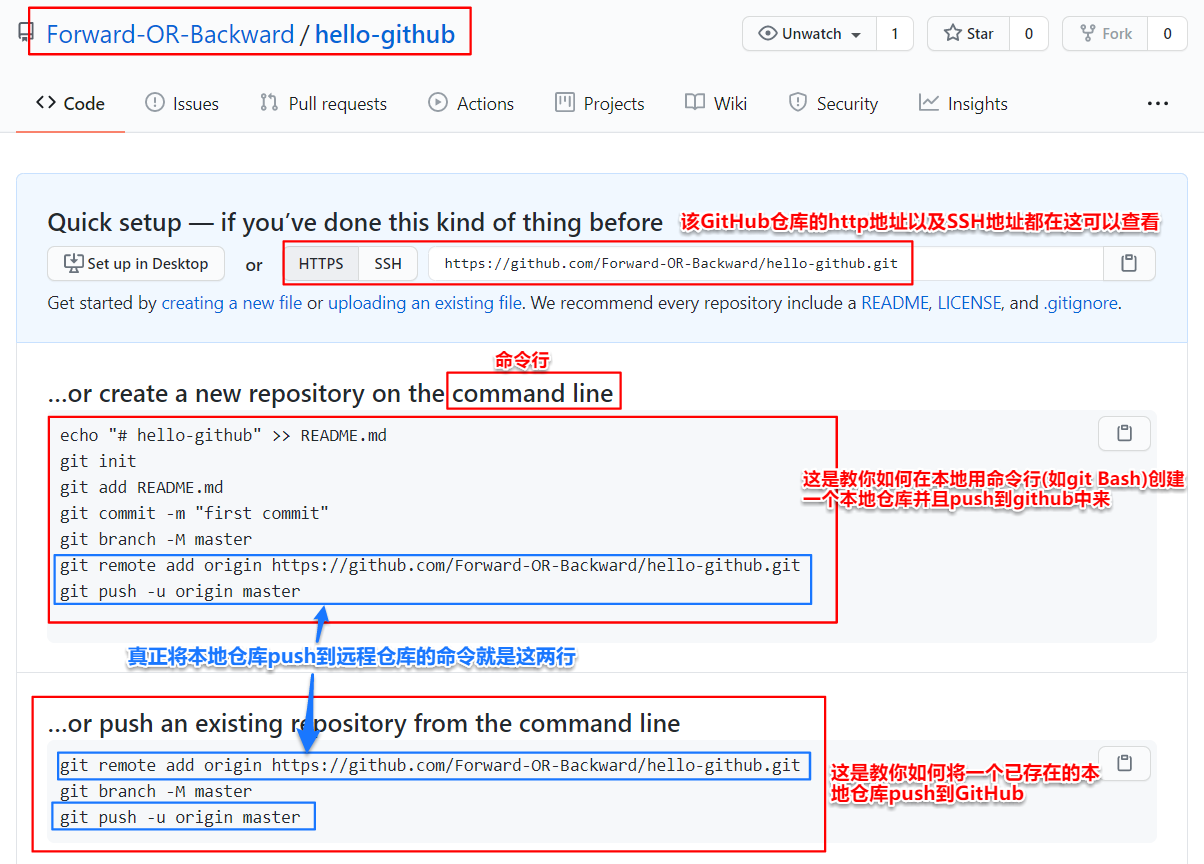 Forward-OR-Backward / hello-github
Unwatch 1 Star 0 Fork 0
Code Issues Pull requests Actions Projects Wiki Security Insights ...
Quick setup — if you’ve done this kind of thing before
该GitHub仓库的http地址以及SSH地址都在这可以查看
Set up in Desktop or HTTPS SSH https://github.com/Forward-OR-Backward/hello-github.git
Get started by creating a new file or uploading an existing file. We recommend every repository include a README, LICENSE, and .gitignore.
命令行
…or create a new repository on the command line
echo "# hello-github" >> README.md
git init
git add README.md
git commit -m "first commit"
git branch -M master
git remote add origin https://github.com/Forward-OR-Backward/hello-github.git
git push -u origin master
这是教你如何在本地用命令行(如git Bash)创建
一个本地仓库并且push到github中来
真正将本地仓库push到远程仓库的命令就是这两行
…or push an existing repository from the command line
git remote add origin https://github.com/Forward-OR-Backward/hello-github.git
git branch -M master
git push -u origin master
这是教你如何将一个已存在的本
地仓库push到GitHub